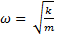 ω = √(k/m)